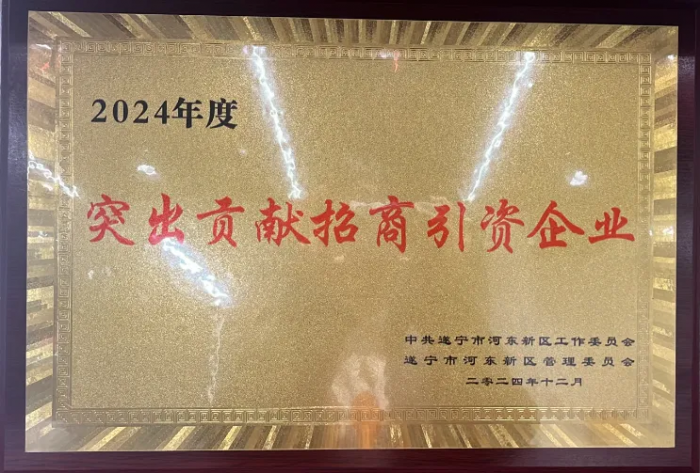 2024年度
突出贡献招商引资企业
中共遂宁市河东新区工作委员会
遂宁市河东新区管理委员会
二零二四年十二月